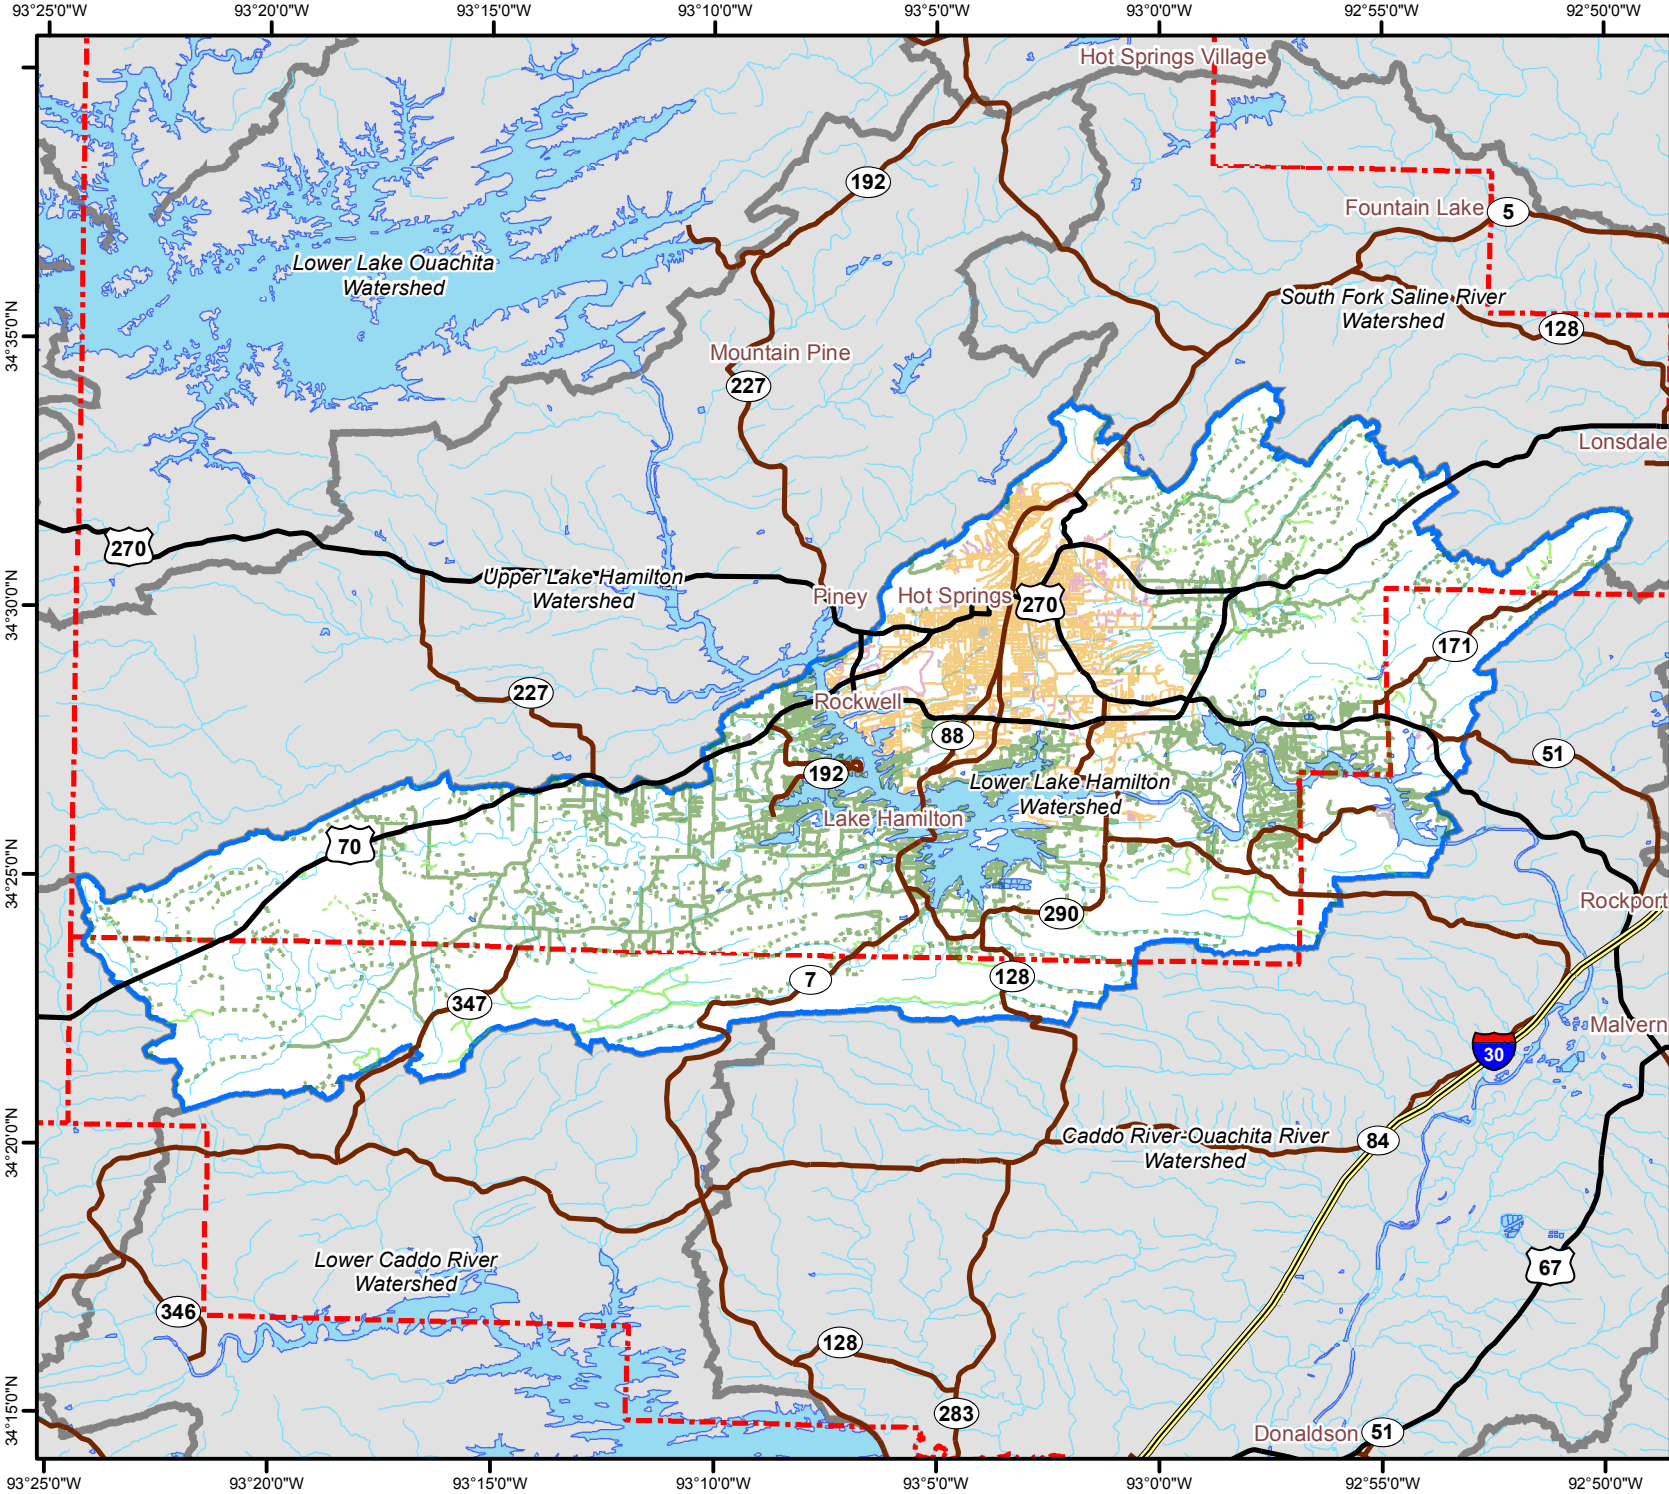 93°25'0"W
93°20'0"W
93°15'0"W
93°10'0"W
93°5'0"W
93°0'0"W
92°55'0"W
92°50'0"W
Hot Springs Village
192
Fountain Lake
5
Lower Lake Ouachita
Watershed
South Fork Saline River
Watershed
128
34°35'0"N
Mountain Pine
227
Lonsdale
270
Upper Lake Hamilton
Watershed
Piney
Hot Springs
270
34°30'0"N
171
227
Rockwell
88
51
192
Lower Lake Hamilton
Watershed
Lake Hamilton
70
34°25'0"N
Rockport
290
7
128
347
Malvern
30
34°20'0"N
Caddo River-Ouachita River
Watershed
84
Lower Caddo River
Watershed
67
346
128
34°15'0"N
283
Donaldson
51
93°25'0"W
93°20'0"W
93°15'0"W
93°10'0"W
93°5'0"W
93°0'0"W
92°55'0"W
92°50'0"W